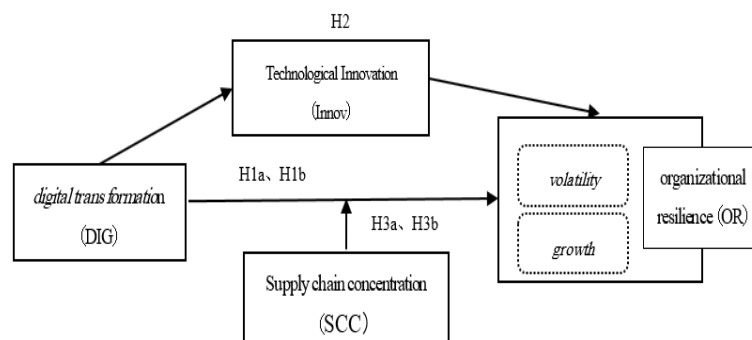 H2
Technological Innovation
(Innov)
H1a、H1b
digital trans formation
(DIG)
volatility
growth
organizational
resilience (OR)
H3a、H3b
Supply chain concentration
(SCC)